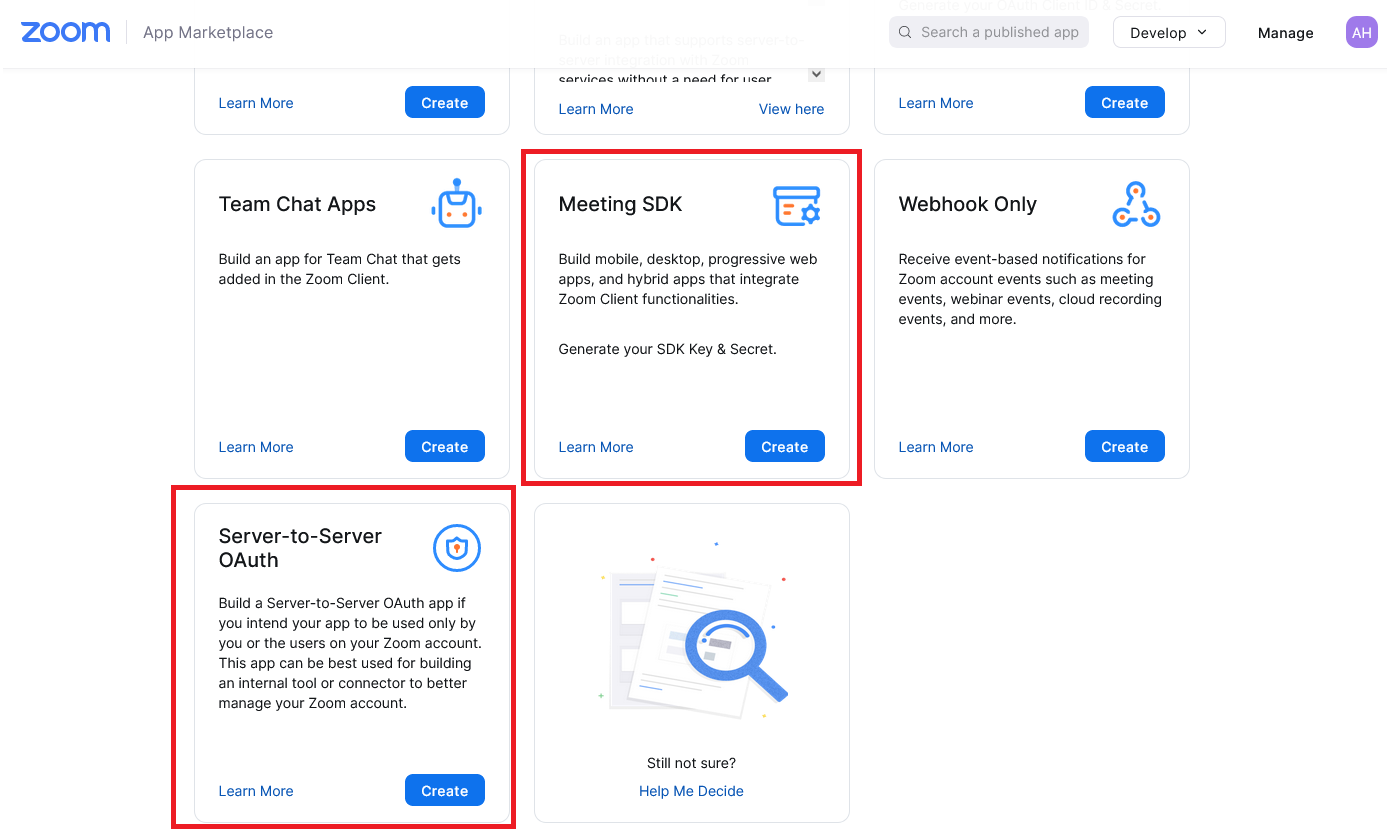 zoom
App Marketplace
Generate your OAuth Client ID & Secret.
Search a published app
Develop
Manage
AH
Build an app that supports server-to-
server integration with Zoom
services without a need for user
Learn More
Create
Learn More
View here
Learn More
Create
Team Chat Apps
Build an app for Team Chat that gets
added in the Zoom Client.
Learn More
Create
Meeting SDK
Build mobile, desktop, progressive web
apps, and hybrid apps that integrate
Zoom Client functionalities.
Generate your SDK Key & Secret.
Learn More
Create
Webhook Only
Receive event-based notifications for
Zoom account events such as meeting
events, webinar events, cloud recording
events, and more.
Learn More
Create
Server-to-Server
OAuth
Build a Server-to-Server OAuth app if
you intend your app to be used only by
you or the users on your Zoom account.
This app can be best used for building
an internal tool or connector to better
manage your Zoom account.
Learn More
Create
Still not sure?
Help Me Decide